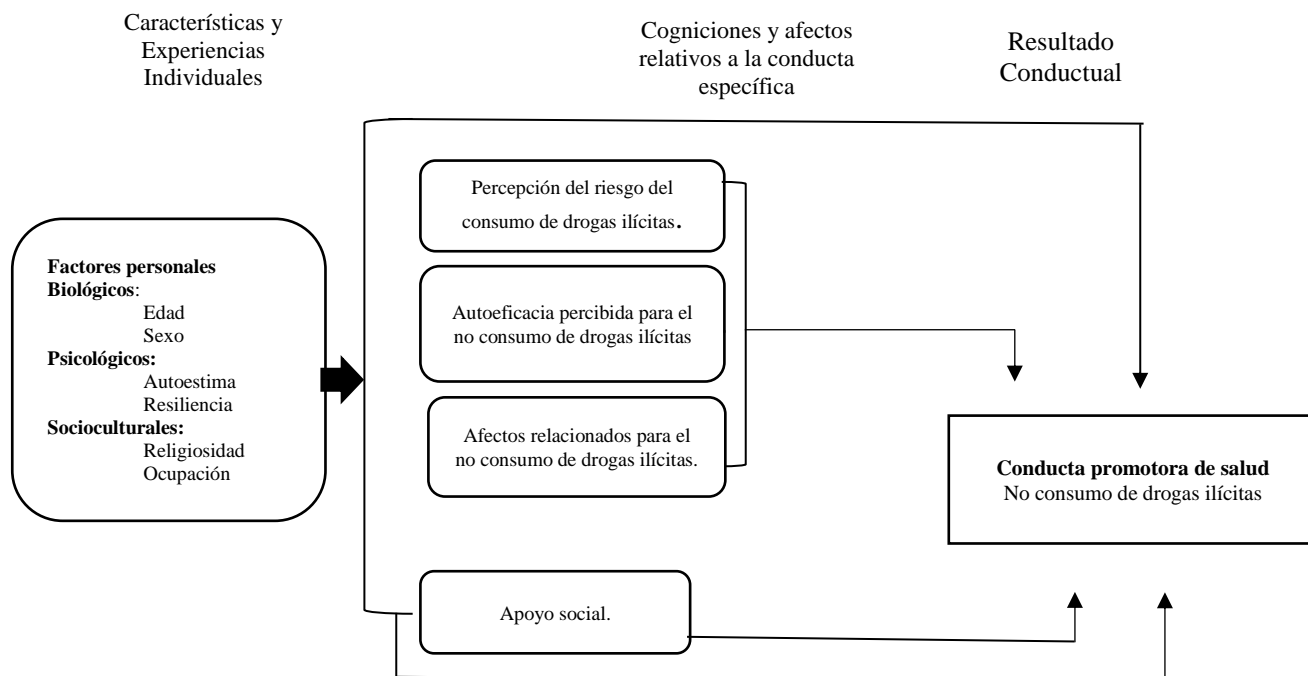 Características y
Experiencias
Individuales
Cogniciones y afectos
relativos a la conducta
específica
Resultado
Conductual
Factores personales
Biológicos:
Edad
Sexo
Psicológicos:
Autoestima
Resiliencia
Socioculturales:
Religiosidad
Ocupación
Percepción del riesgo del
consumo de drogas ilícitas.
Autoeficacia percibida para el
no consumo de drogas ilícitas
Afectos relacionados para el
no consumo de drogas ilícitas.
Apoyo social.
Conducta promotora de salud
No consumo de drogas ilícitas